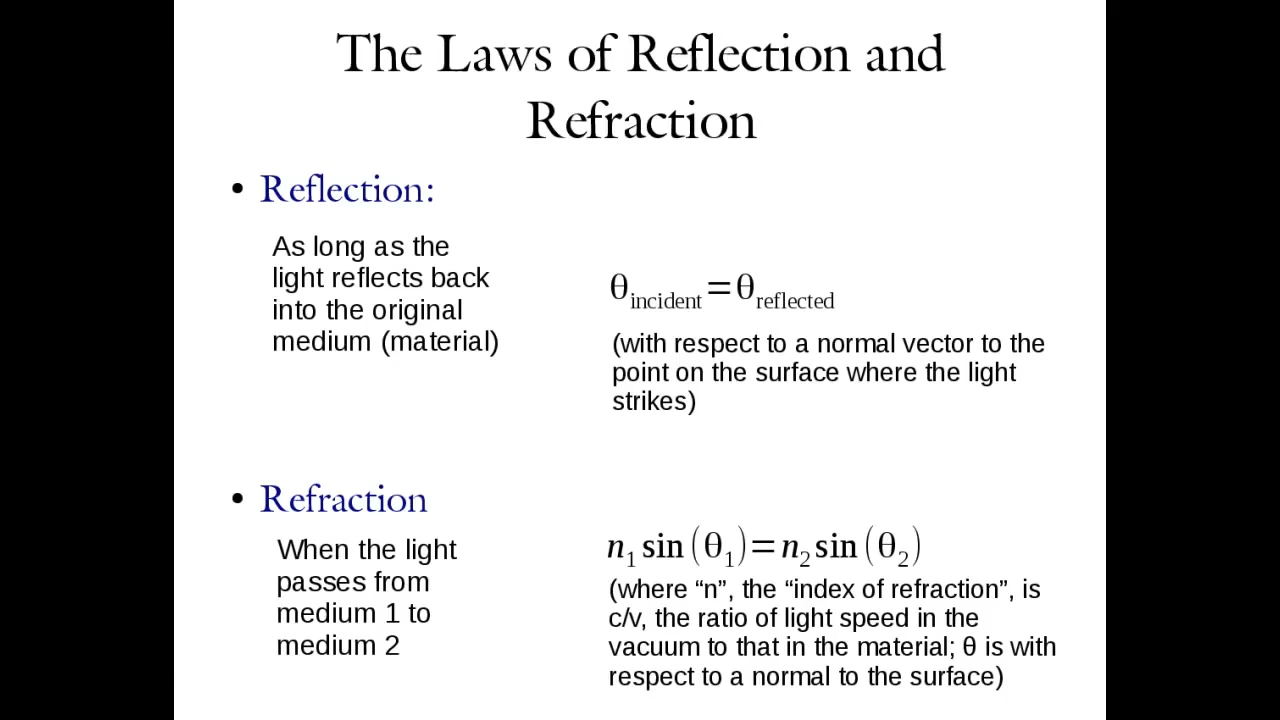 The Laws of Reflection and
Refraction
• Reflection:
As long as the
light reflects back
into the original
medium (material)
θincident=θreflected
(with respect to a normal vector to the
point on the surface where the light
strikes)
• Refraction
When the light
passes from
medium 1 to
medium 2
n1 sin (θ1)=n2 sin (θ2)
(where “n”, the “index of refraction”, is
c/v, the ratio of light speed in the
vacuum to that in the material; θ is with
respect to a normal to the surface)